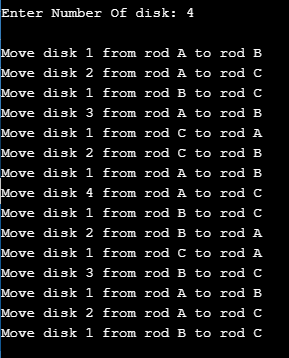 Enter Number Of disk: 4
Move disk 1 from rod A to rod B
Move disk 2 from rod A to rod C
Move disk 1 from rod B to rod C
Move disk 3 from rod A to rod B
Move disk 1 from rod C to rod A
Move disk 2 from rod C to rod B
Move disk 1 from rod A to rod B
Move disk 4 from rod A to rod C
Move disk 1 from rod B to rod C
Move disk 2 from rod B to rod A
Move disk 1 from rod C to rod A
Move disk 3 from rod B to rod C
Move disk 1 from rod A to rod B
Move disk 2 from rod A to rod C
Move disk 1 from rod B to rod C